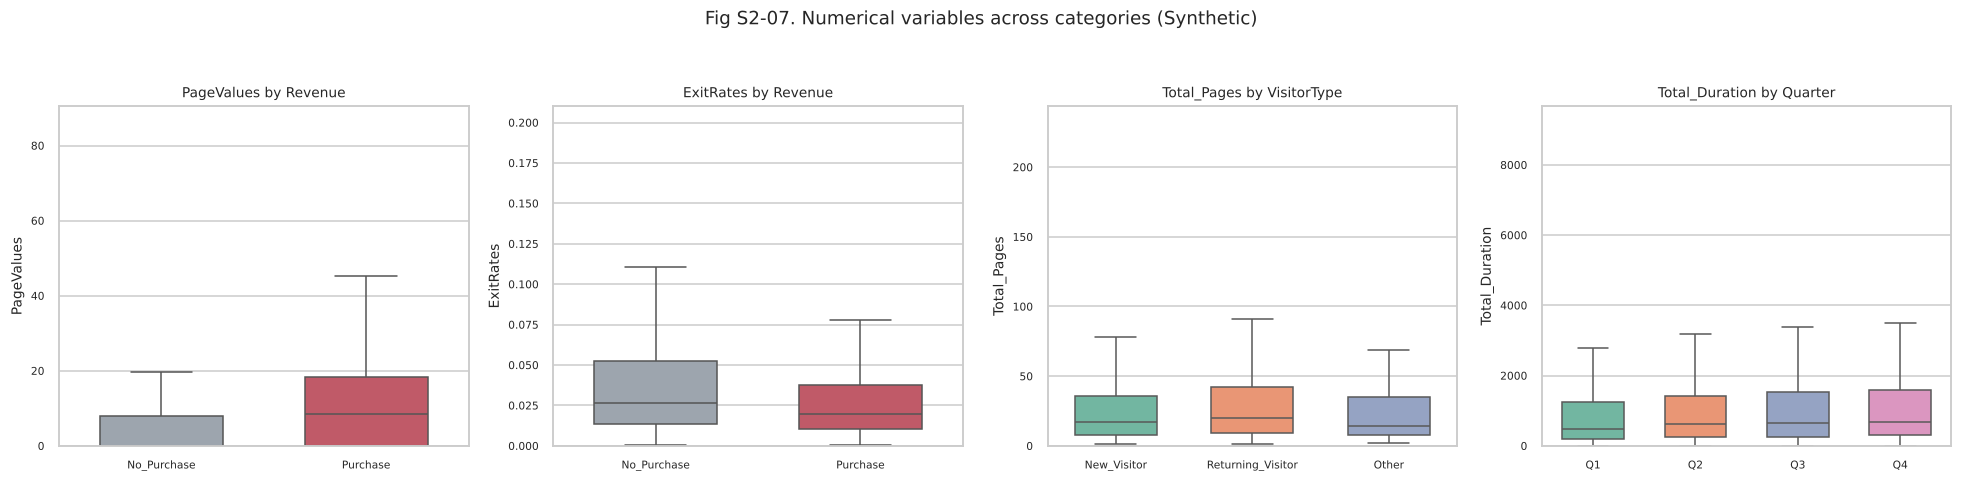 Fig S2-07. Numerical variables across categories (Synthetic)
PageValues by Revenue
PageValues
80
60
40
20
0
No_Purchase
Purchase
ExitRates by Revenue
ExitRates
0.200
0.175
0.150
0.125
0.100
0.075
0.050
0.025
0.000
No_Purchase
Purchase
Total_Pages by VisitorType
Total_Pages
200
150
100
50
0
New_Visitor
Returning_Visitor
Other
Total_Duration by Quarter
Total_Duration
8000
6000
4000
2000
0
Q1
Q2
Q3
Q4